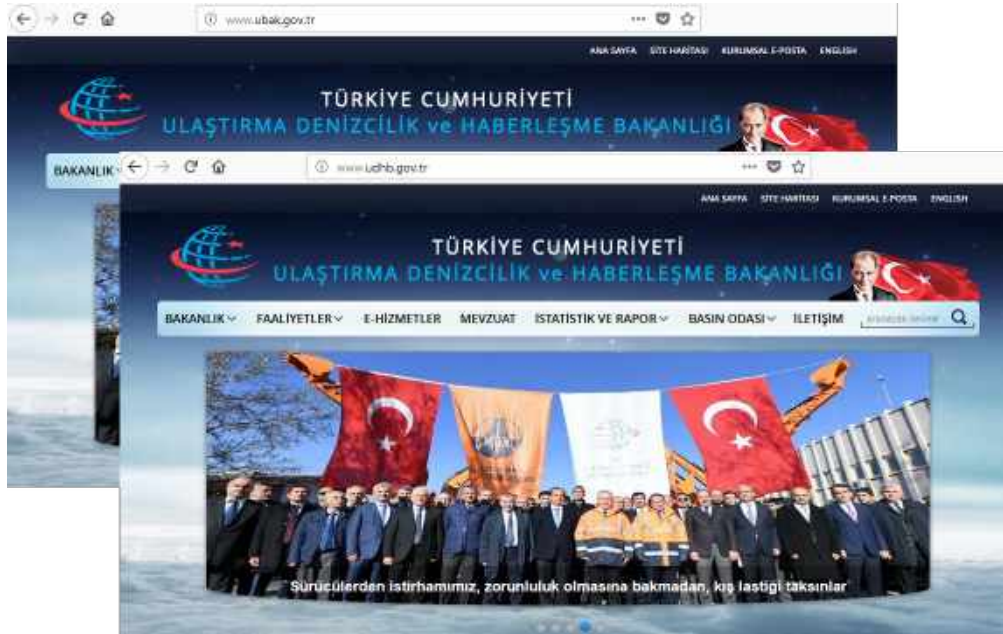 www.ubak.gov.tr
ANA SAYFA SİTE HARİTASI KURUMSAL E-POSTA ENGLISH
TÜRKİYE CUMHURİYETİ
ULAŞTIRMA DENİZCİLİK ve HABERLEŞME BAKANLIĞI
BAKANLIK
www.udhb.gov.tr
ANA SAYFA SİTE HARİTASI KURUMSAL E-POSTA ENGLISH
TÜRKİYE CUMHURİYETİ
ULAŞTIRMA DENİZCİLİK ve HABERLEŞME BAKANLIĞI
BAKANLIK FAALİYETLER E-HİZMETLER MEVZUAT İSTATİSTİK VE RAPOR BASIN ODASI İLETİŞİM
Sürücülerden istirhamımız, zorunluluk olmasına bakmadan, kış lastiği taksınlar